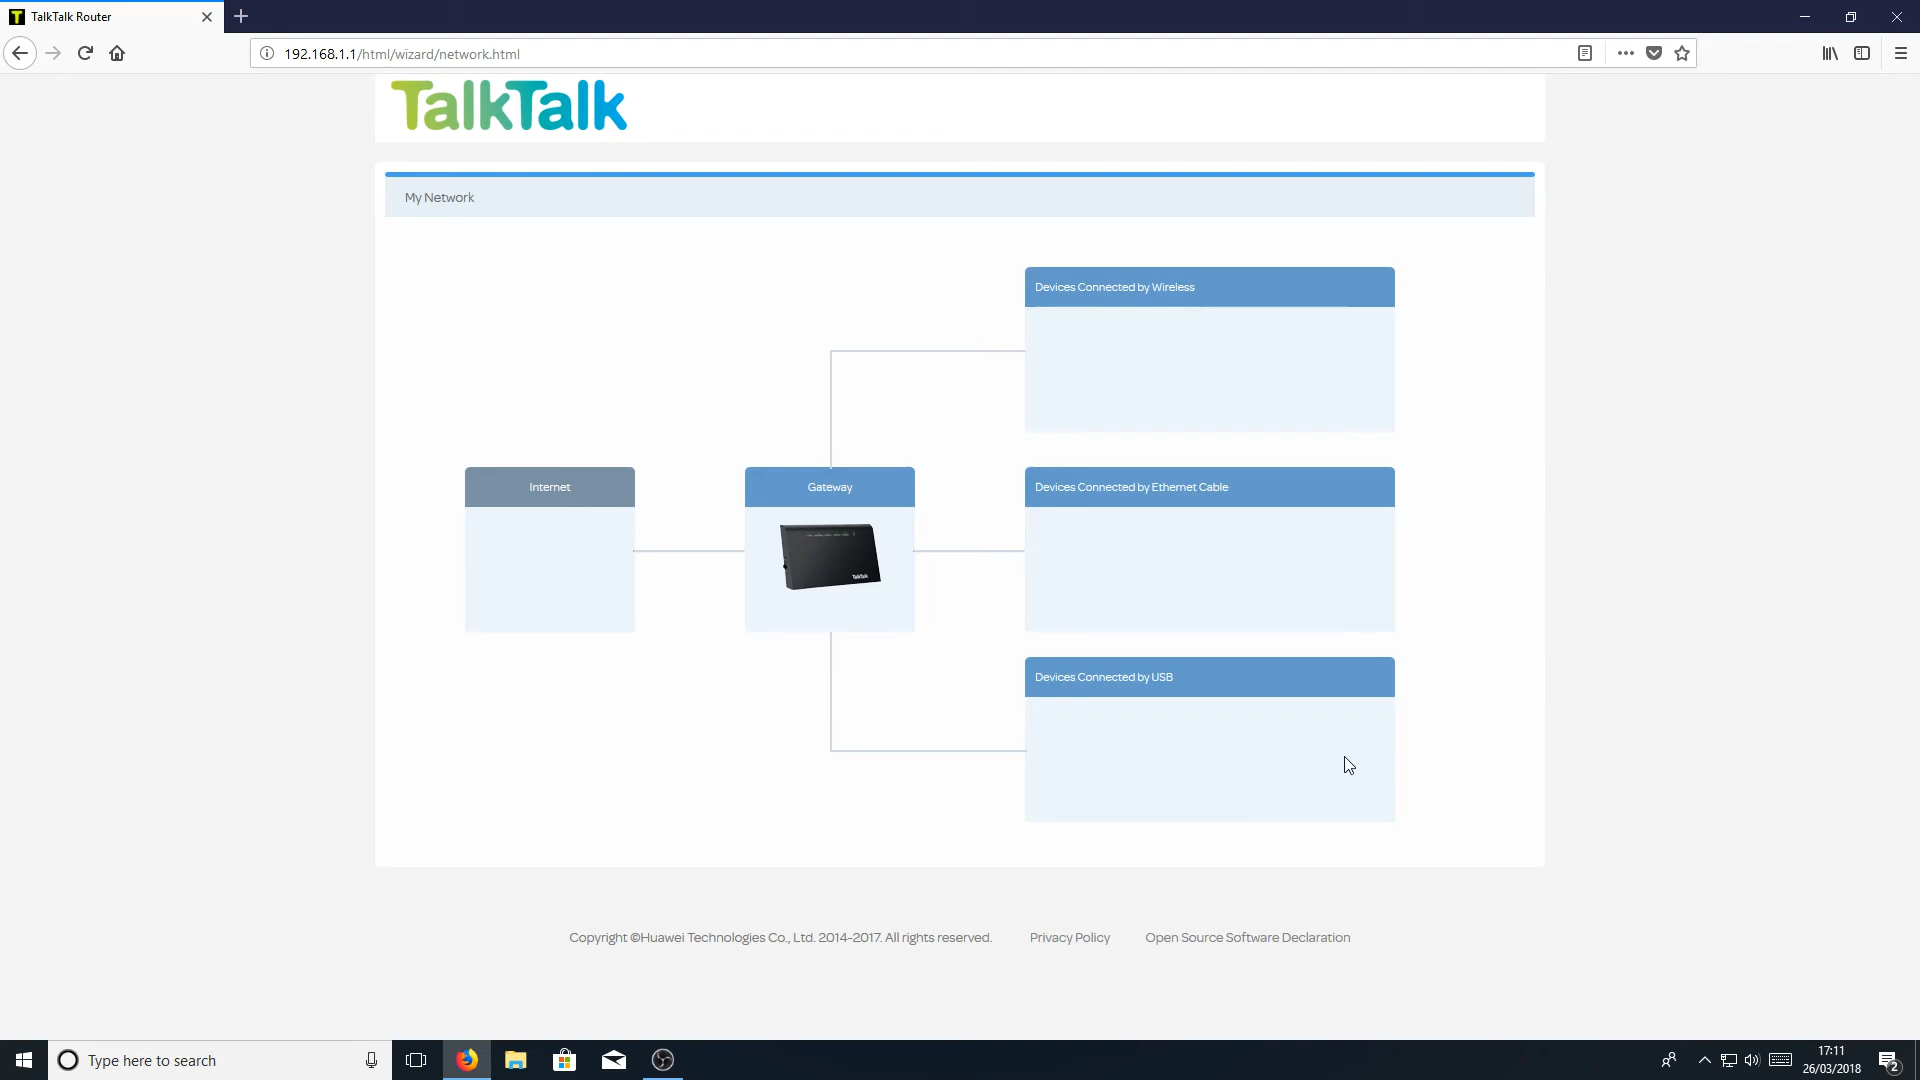 TalkTalk Router
192.168.1.1/html/wizard/network.html
TalkTalk
My Network
Devices Connected by Wireless
Internet
Gateway
Devices Connected by Ethernet Cable
TalkTalk
Devices Connected by USB
Copyright ©Huawei Technologies Co., Ltd. 2014-2017. All rights reserved.
Privacy Policy
Open Source Software Declaration
Type here to search
17:11
26/03/2018
2